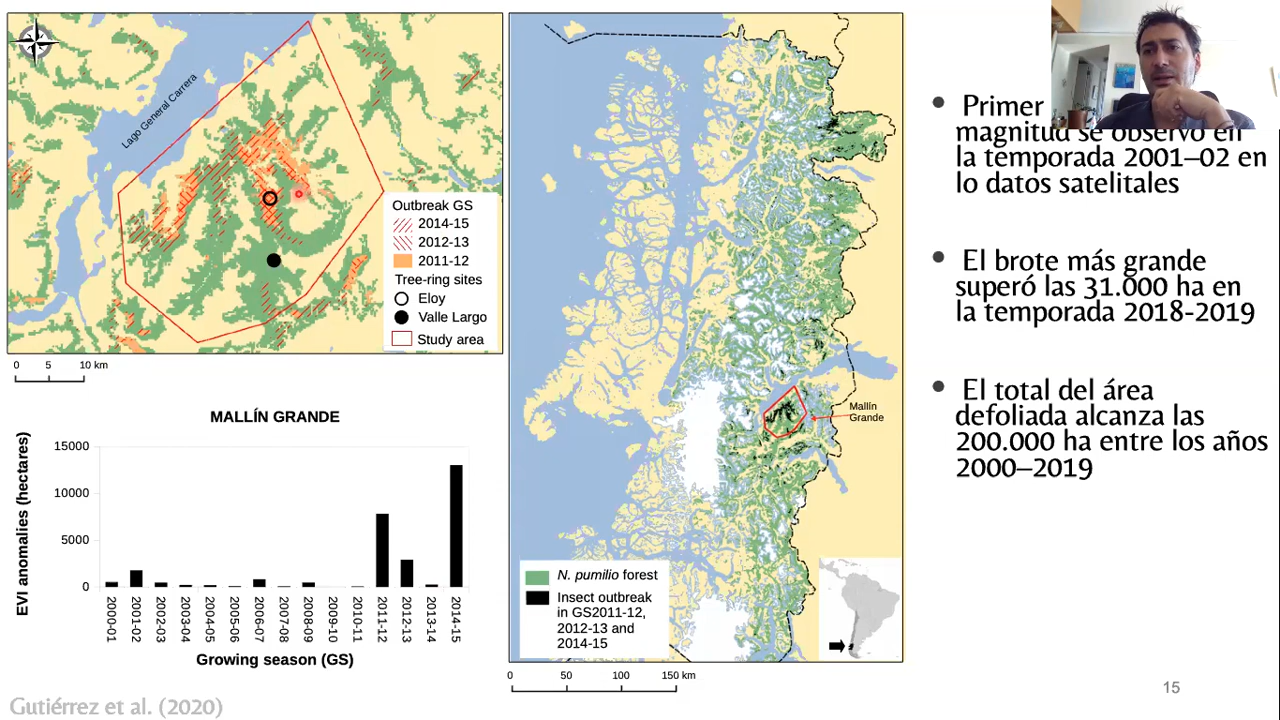 Lago General Carrera
Outbreak GS
2014-15
2012-13
2011-12
Tree-ring sites
Eloy
Valle Largo
Study area
0 5 10 km
MALLÍN GRANDE
EVI anomalies (hectares)
15000
10000
5000
0
2000-01
2001-02
2002-03
2003-04
2004-05
2005-06
2006-07
2007-08
2008-09
2009-10
2010-11
2011-12
2012-13
2013-14
2014-15
Growing season (GS)
Gutiérrez et al. (2020)
Mallín
Grande
N. pumilio forest
Insect outbreak
in GS2011-12,
2012-13 and
2014-15
0 50 100 150 km
• Primer
magnitud se observó en
la temporada 2001–02 en
lo datos satelitales
• El brote más grande
superó las 31.000 ha en
la temporada 2018-2019
• El total del área
defoliada alcanza las
200.000 ha entre los años
2000–2019
15